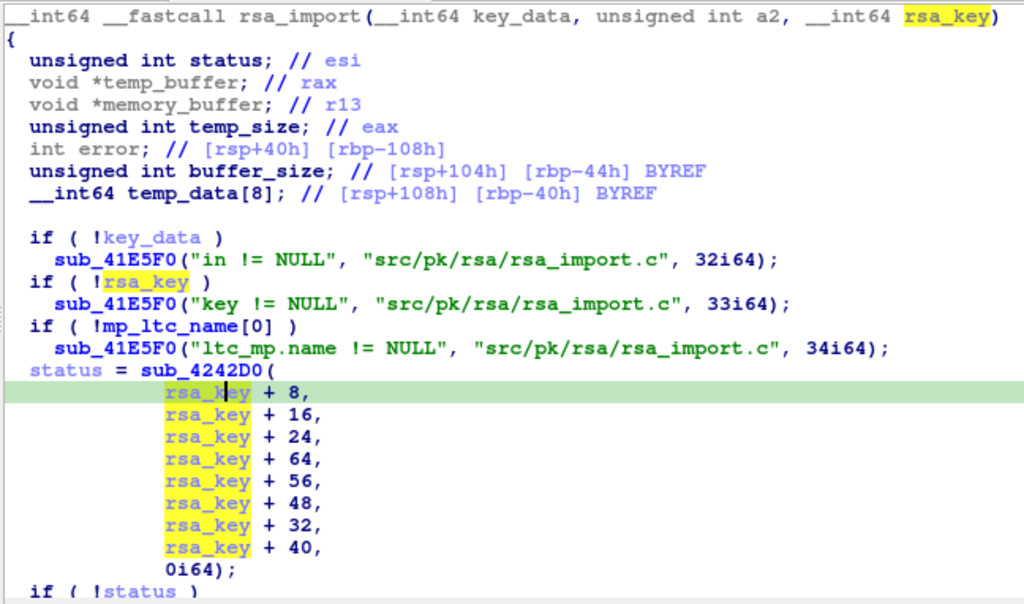 __int64 __fastcall rsa_import(__int64 key_data, unsigned int a2, __int64 rsa_key)
{
  unsigned int status; // esi
  void *temp_buffer; // rax
  void *memory_buffer; // r13
  unsigned int temp_size; // eax
  int error; // [rsp+40h] [rbp-108h]
  unsigned int buffer_size; // [rsp+104h] [rbp-44h] BYREF
  __int64 temp_data[8]; // [rsp+108h] [rbp-40h] BYREF

  if ( !key_data )
    sub_41E5F0("in != NULL", "src/pk/rsa/rsa_import.c", 32i64);
  if ( !rsa_key )
    sub_41E5F0("key != NULL", "src/pk/rsa/rsa_import.c", 33i64);
  if ( !mp_ltc_name[0] )
    sub_41E5F0("ltc_mp.name != NULL", "src/pk/rsa/rsa_import.c", 34i64);
  status = sub_4242D0(
             rsa_key + 8,
             rsa_key + 16,
             rsa_key + 24,
             rsa_key + 64,
             rsa_key + 56,
             rsa_key + 48,
             rsa_key + 32,
             rsa_key + 40,
             0i64);
  if ( !status )